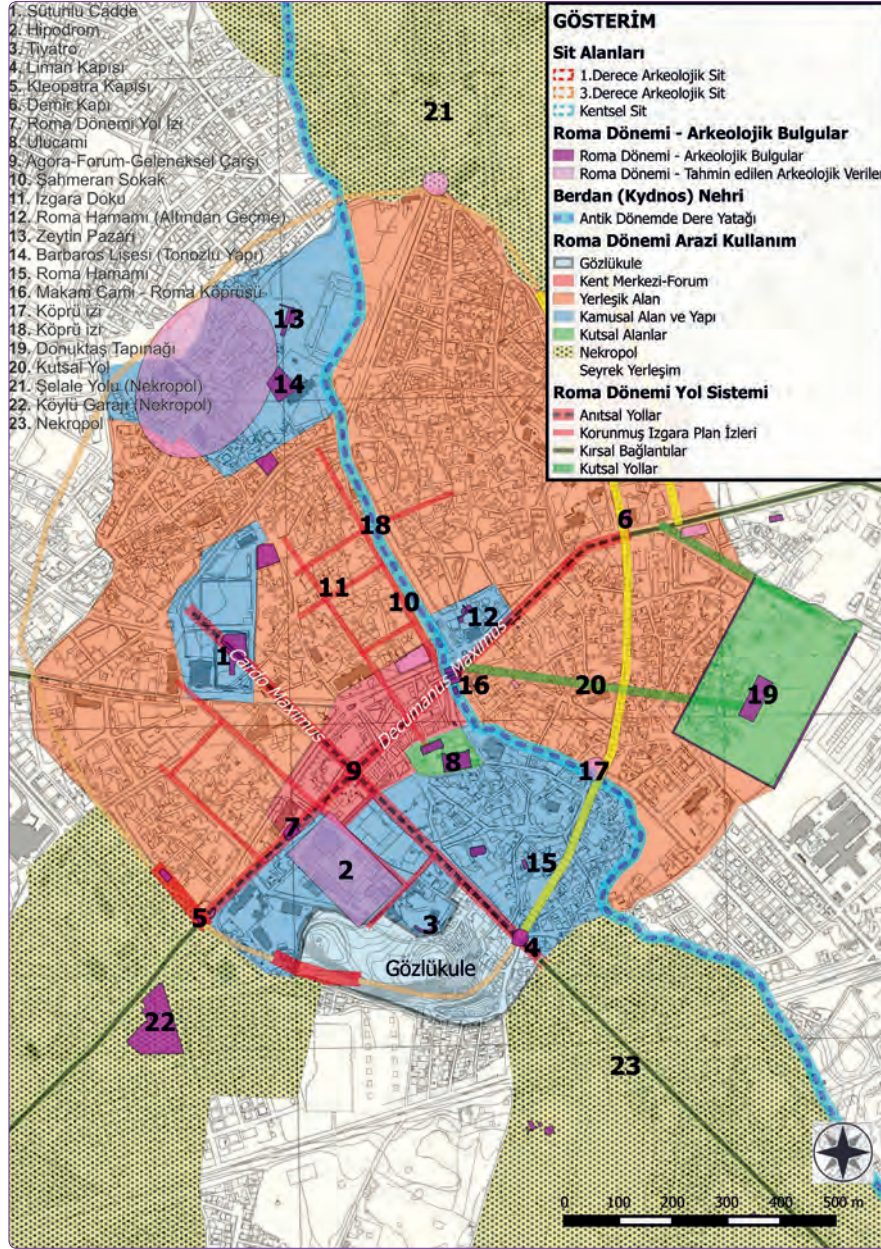 1. Sütunlu Cadde
2. Hipodrom
3. Tiyatro
4. Liman Kapısı
5. Kleopatra Kapısı
6. Demir Kapı
7. Roma Dönemi Yol İzi
8. Ulucami
9. Agora-Forum-Geleneksel Çarşı
10. Şahmeran Sokak
11. Izgara Doku
12. Roma Hamamı (Altından Geçme)
13. Zeytin Pazarı
14. Barbaros Lisesi (Tonozlu Yapı)
15. Roma Hamamı
16. Makam Cami - Roma Köprüsü
17. Köprü izi
18. Köprü izi
19. Donuktaş Tapınağı
20. Kutsal Yol
21. Şelale Yolu (Nekropol)
22. Köylü Garajı (Nekropol)
23. Nekropol
GÖSTERİM
Sit Alanları
1.Derece Arkeolojik Sit
3.Derece Arkeolojik Sit
Kentsel Sit
Roma Dönemi - Arkeolojik Bulgular
Roma Dönemi - Arkeolojik Bulgular
Roma Dönemi - Tahmin edilen Arkeolojik Veriler
Berdan (Kydnos) Nehri
Antik Dönemde Dere Yatağı
Roma Dönemi Arazi Kullanım
Gözlükule
Kent Merkezi-Forum
Yerleşik Alan
Kamusal Alan ve Yapı
Kutsal Alanlar
Nekropol
Seyrek Yerleşim
Roma Dönemi Yol Sistemi
Anıtsal Yollar
Korunmuş Izgara Plan İzleri
Kırsal Bağlantılar
Kutsal Yollar
21
13
14
6
18
11
10
12
1
Cardo Maximus
Decumanus Maximus
16
20
19
8
9
17
7
2
15
3
5
4
Gözlükule
22
23
0 100 200 300 400 500 m